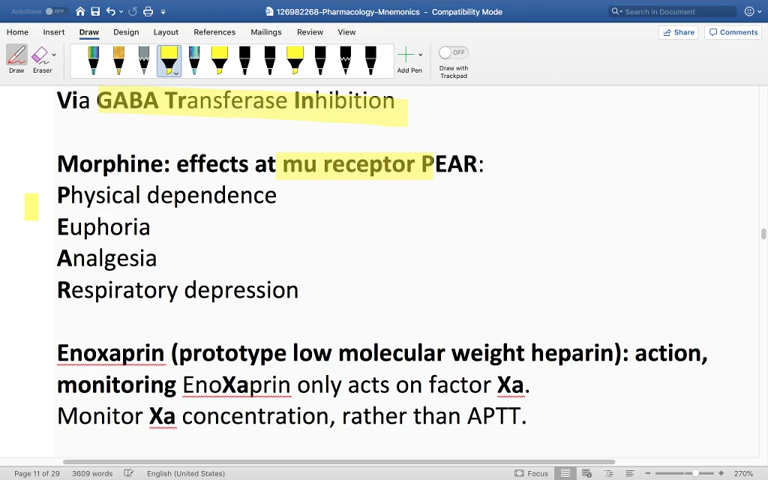 AutoSave OFF
126982268-Pharmacology-Mnemonics - Compatibility Mode
Search in Document
Home Insert Draw Design Layout References Mailings Review View
Share Comments
Draw
Eraser
Add Pen
OFF
Draw with
Trackpad
Via GABA Transferase Inhibition
Morphine: effects at mu receptor PEAR:
Physical dependence
Euphoria
Analgesia
Respiratory depression
Enoxaprin (prototype low molecular weight heparin): action,
monitoring EnoXaprin only acts on factor Xa.
Monitor Xa concentration, rather than APTT.
Page 11 of 29 3609 words English (United States) Focus 270%